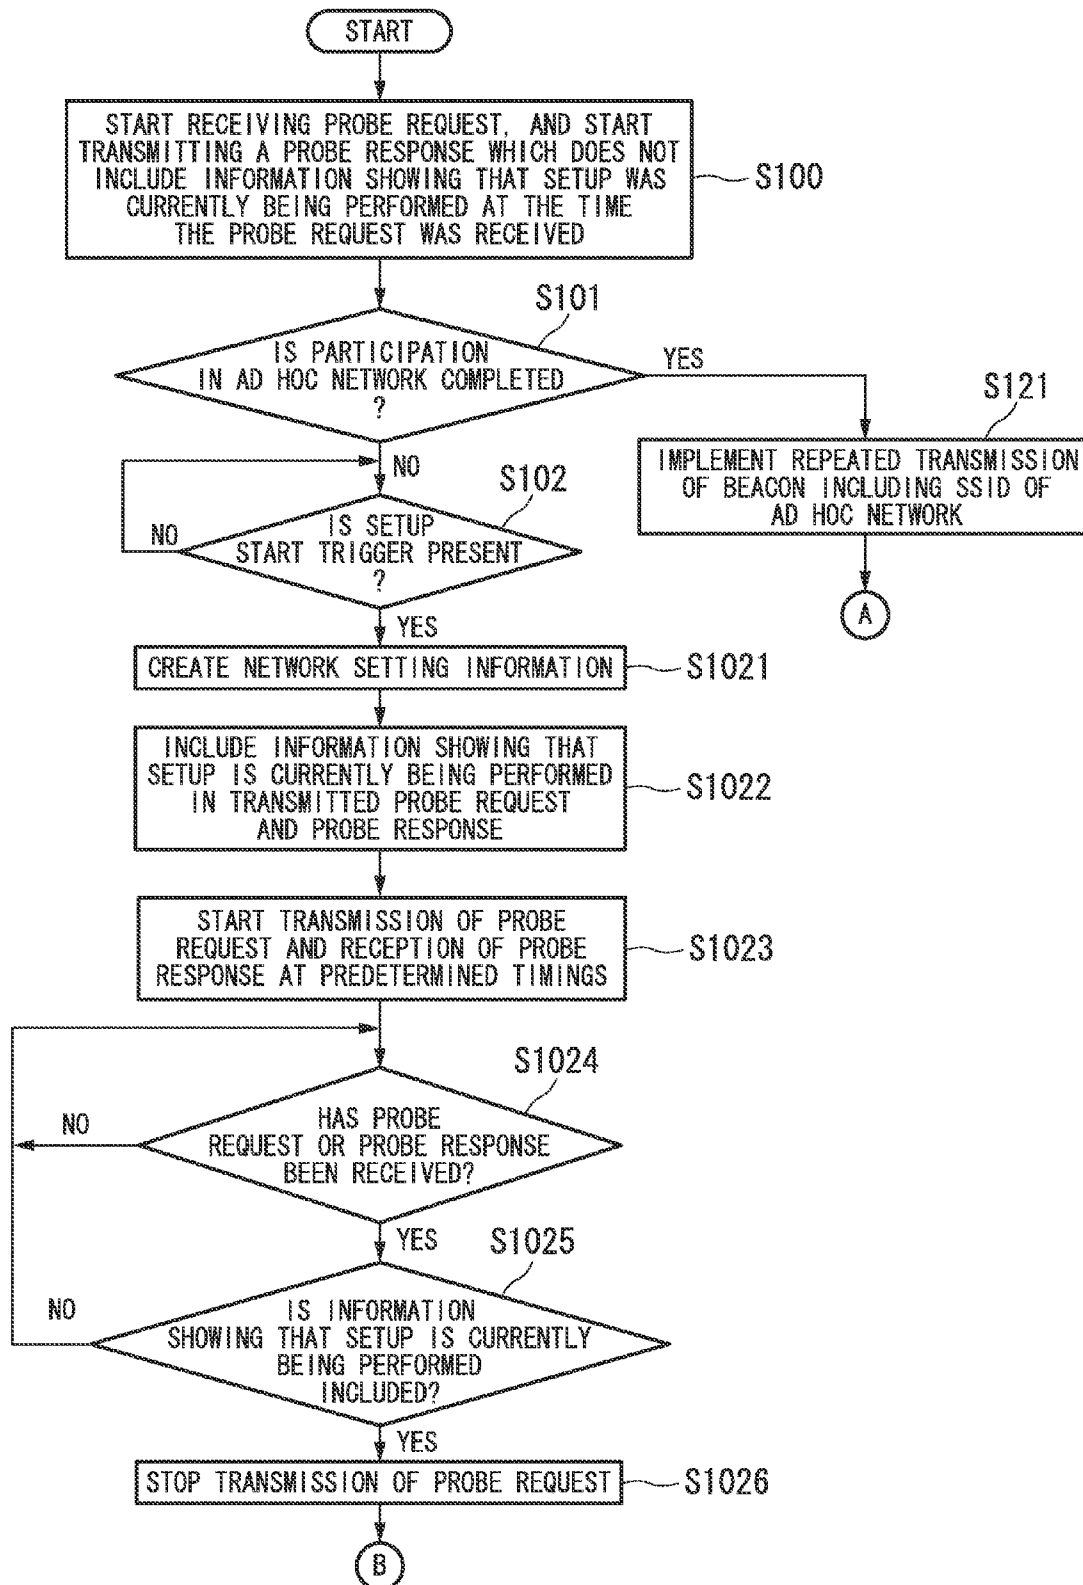 START
START RECEIVING PROBE REQUEST, AND START
TRANSMITTING A PROBE RESPONSE WHICH DOES NOT
INCLUDE INFORMATION SHOWING THAT SETUP WAS
CURRENTLY BEING PERFORMED AT THE TIME
THE PROBE REQUEST WAS RECEIVED
S100
S101
IS PARTICIPATION
IN AD HOC NETWORK COMPLETED
?
YES
S121
IMPLEMENT REPEATED TRANSMISSION
OF BEACON INCLUDING SSID OF
AD HOC NETWORK
A
NO
S102
IS SETUP
START TRIGGER PRESENT
?
NO
YES
CREATE NETWORK SETTING INFORMATION
S1021
INCLUDE INFORMATION SHOWING THAT
SETUP IS CURRENTLY BEING PERFORMED
IN TRANSMITTED PROBE REQUEST
AND PROBE RESPONSE
S1022
START TRANSMISSION OF PROBE
REQUEST AND RECEPTION OF PROBE
RESPONSE AT PREDETERMINED TIMINGS
S1023
S1024
HAS PROBE
REQUEST OR PROBE RESPONSE
BEEN RECEIVED?
NO
YES
S1025
IS INFORMATION
SHOWING THAT SETUP IS CURRENTLY
BEING PERFORMED
INCLUDED?
NO
YES
STOP TRANSMISSION OF PROBE REQUEST
S1026
B